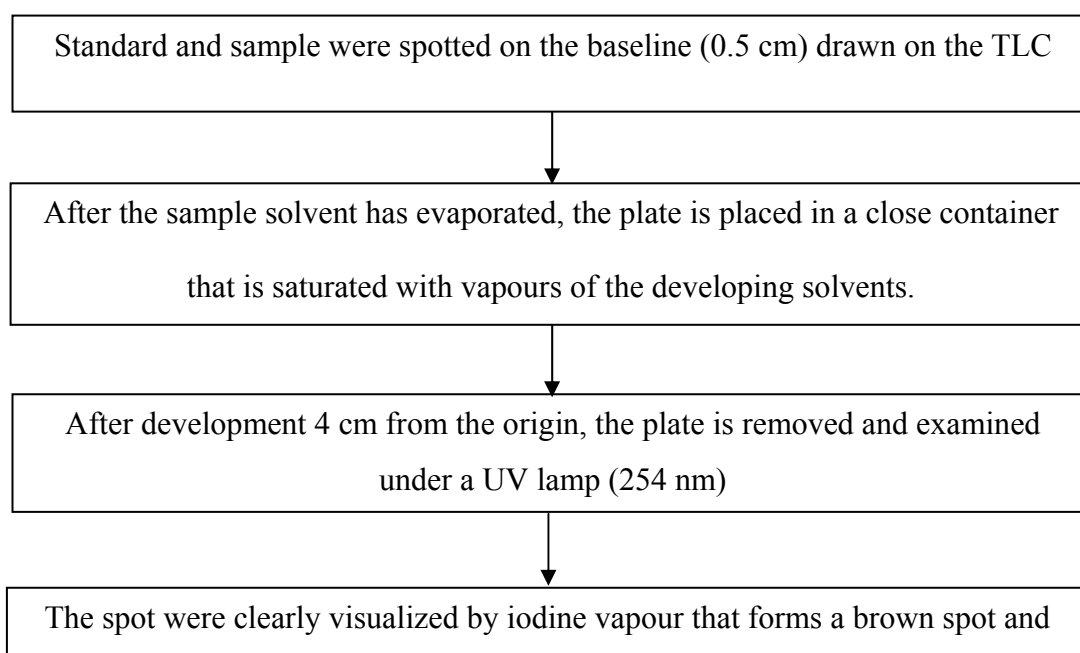 Standard and sample were spotted on the baseline (0.5 cm) drawn on the TLC
After the sample solvent has evaporated, the plate is placed in a close container
that is saturated with vapours of the developing solvents.
After development 4 cm from the origin, the plate is removed and examined
under a UV lamp (254 nm)
The spot were clearly visualized by iodine vapour that forms a brown spot and